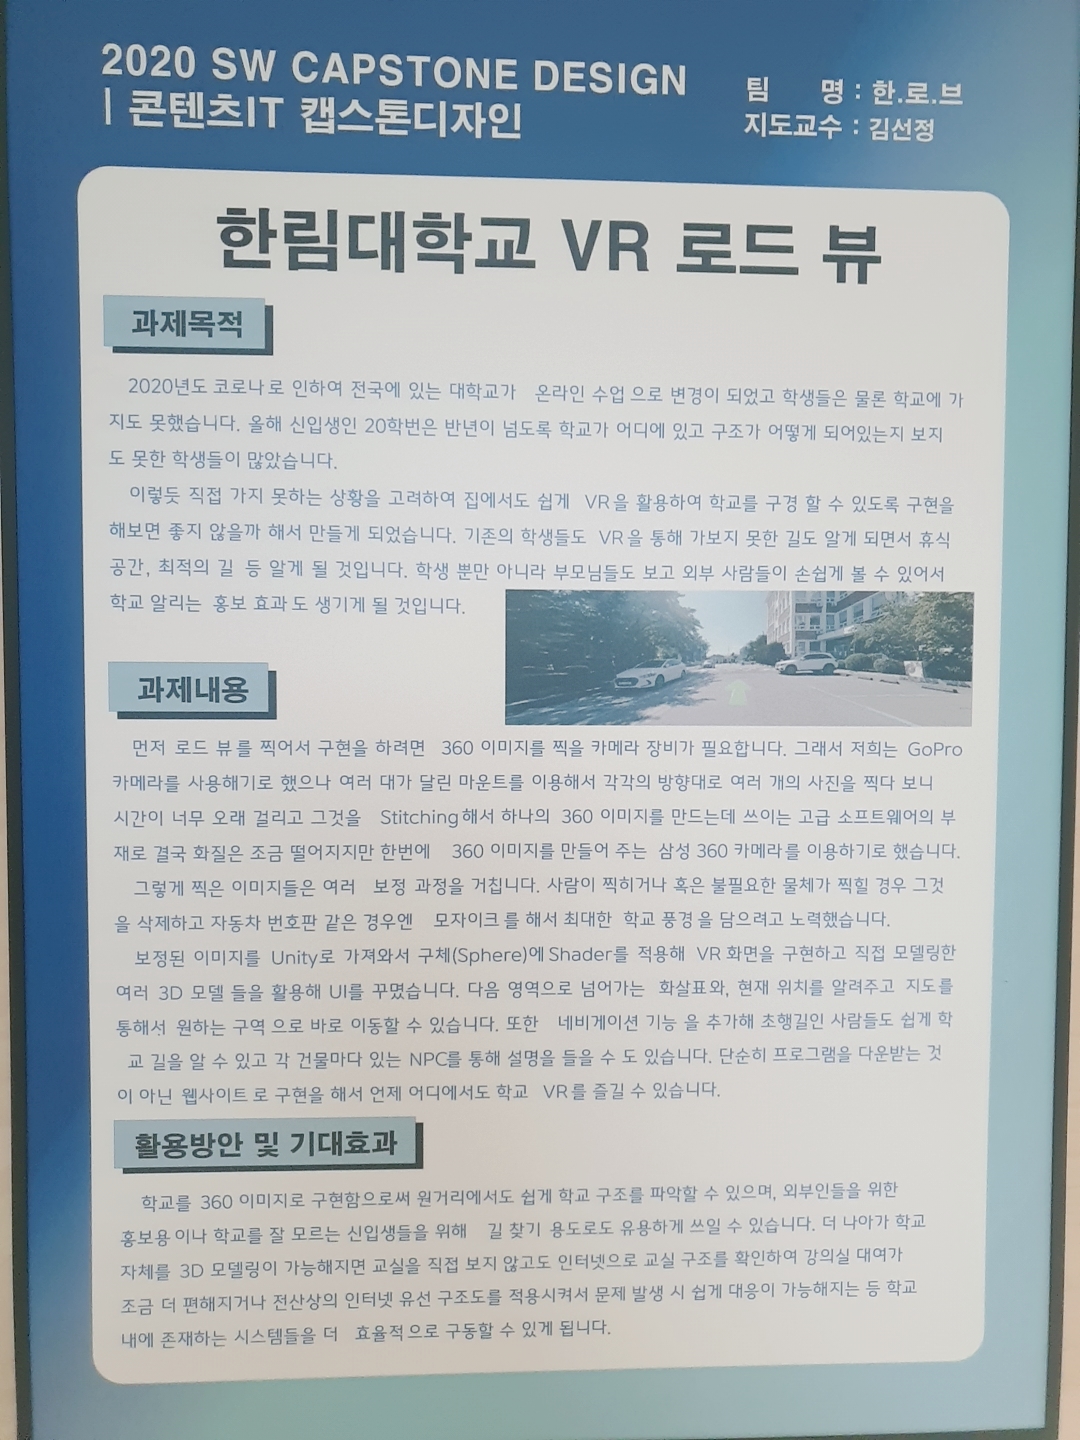 2020 SW CAPSTONE DESIGN
| 콘텐츠IT 캡스톤디자인
팀 명 : 한.로.브
지도교수 : 김선정
한림대학교 VR 로드 뷰
과제목적
2020년도 코로나로 인하여 전국에 있는 대학교가 온라인 수업 으로 변경이 되었고 학생들은 물론 학교에 가
지도 못했습니다. 올해 신입생인 20학번은 반년이 넘도록 학교가 어디에 있고 구조가 어떻게 되어있는지 보지
도 못한 학생들이 많았습니다.
이렇듯 직접 가지 못하는 상황을 고려하여 집에서도 쉽게 VR을 활용하여 학교를 구경 할 수 있도록 구현을
해보면 좋지 않을까 해서 만들게 되었습니다. 기존의 학생들도 VR을 통해 가보지 못한 길도 알게 되면서 휴식
공간, 최적의 길 등 알게 될 것입니다. 학생 뿐만 아니라 부모님들도 보고 외부 사람들이 손쉽게 볼 수 있어서
학교 알리는 홍보 효과도 생기게 될 것입니다.
과제내용
먼저 로드 뷰를 찍어서 구현을 하려면 360 이미지를 찍을 카메라 장비가 필요합니다. 그래서 저희는 GoPro
카메라를 사용해기로 했으나 여러 대가 달린 마운트를 이용해서 각각의 방향대로 여러 개의 사진을 찍다 보니
시간이 너무 오래 걸리고 그것을 Stitching해서 하나의 360 이미지를 만드는데 쓰이는 고급 소프트웨어의 부
재로 결국 화질은 조금 떨어지지만 한번에 360 이미지를 만들어 주는 삼성 360 카메라를 이용하기로 했습니다.
그렇게 찍은 이미지들은 여러 보정 과정을 거칩니다. 사람이 찍히거나 혹은 불필요한 물체가 찍힐 경우 그것
을 삭제하고 자동차 번호판 같은 경우엔 모자이크를 해서 최대한 학교 풍경을 담으려고 노력했습니다.
보정된 이미지를 Unity로 가져와서 구체(Sphere)에 Shader를 적용해 VR 화면을 구현하고 직접 모델링한
여러 3D 모델 들을 활용해 UI를 꾸몄습니다. 다음 영역으로 넘어가는 화살표와, 현재 위치를 알려주고 지도를
통해서 원하는 구역 으로 바로 이동할 수 있습니다. 또한 네비게이션 기능 을 추가해 초행길인 사람들도 쉽게 학
교 길을 알 수 있고 각 건물마다 있는 NPC를 통해 설명을 들을 수 도 있습니다. 단순히 프로그램을 다운받는 것
이 아닌 웹사이트로 구현을 해서 언제 어디에서도 학교 VR를 즐길 수 있습니다.
활용방안 및 기대효과
학교를 360 이미지로 구현함으로써 원거리에서도 쉽게 학교 구조를 파악할 수 있으며, 외부인들을 위한
홍보용이나 학교를 잘 모르는 신입생들을 위해 길 찾기 용도로도 유용하게 쓰일 수 있습니다. 더 나아가 학교
자체를 3D 모델링이 가능해지면 교실을 직접 보지 않고도 인터넷으로 교실 구조를 확인하여 강의실 대여가
조금 더 편해지거나 전산상의 인터넷 유선 구조도를 적용시켜서 문제 발생 시 쉽게 대응이 가능해지는 등 학교
내에 존재하는 시스템들을 더 효율적으로 구동할 수 있게 됩니다.